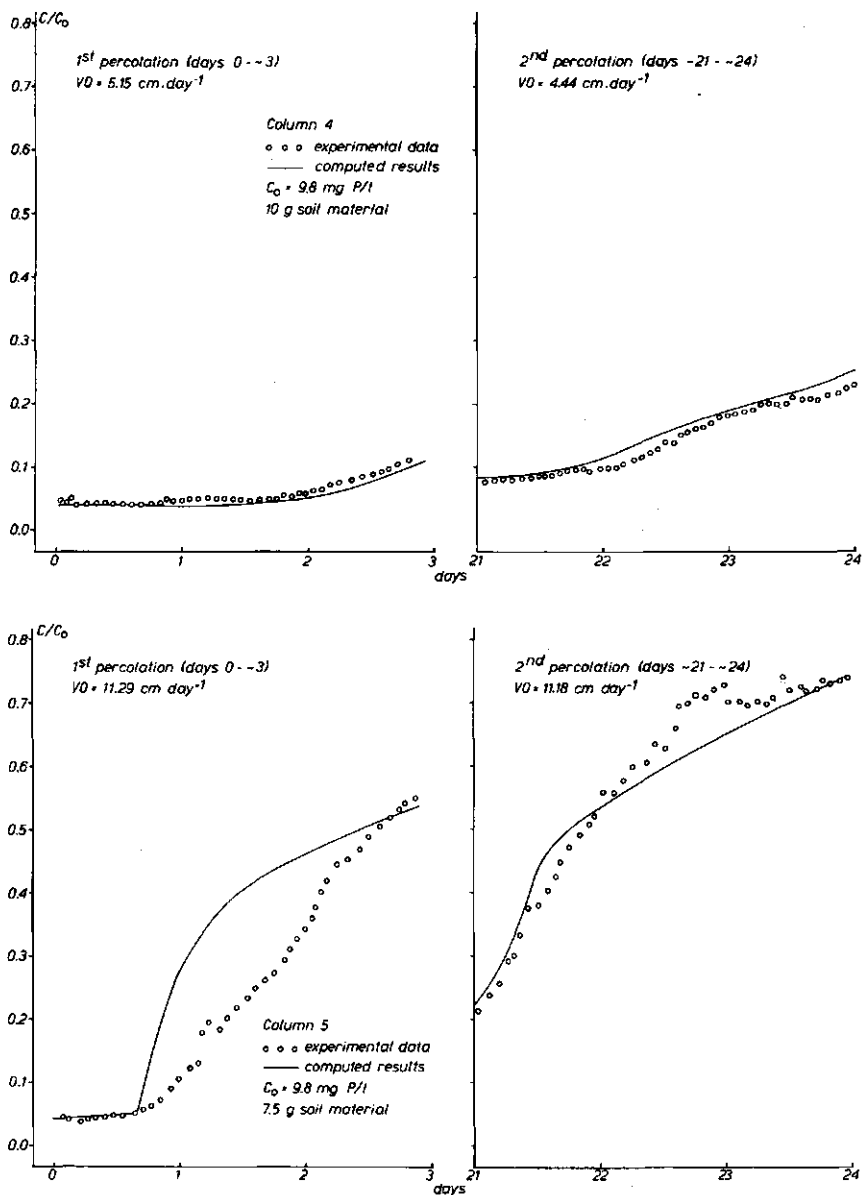 C/C₀
0.8
0.7
0.6
0.5
0.4
0.3
0.2
0.1
0.0
1st percolation (days 0 - ~3)
V0 = 5.15 cm.day⁻¹
Column 4
o o o experimental data
computed results
C₀ = 9.8 mg P/l
10 g soil material
0 1 2 3
days
2nd percolation (days ~21 - ~24)
V0 = 4.44 cm.day⁻¹
21 22 23 24
C/C₀
0.8
0.7
0.6
0.5
0.4
0.3
0.2
0.1
0.0
1st percolation (days 0 - ~3)
V0 = 11.29 cm day⁻¹
Column 5
o o o experimental data
computed results
C₀ = 9.8 mg P/l
7.5 g soil material
0 1 2 3
days
2nd percolation (days ~21 - ~24)
V0 = 11.18 cm day⁻¹
21 22 23 24